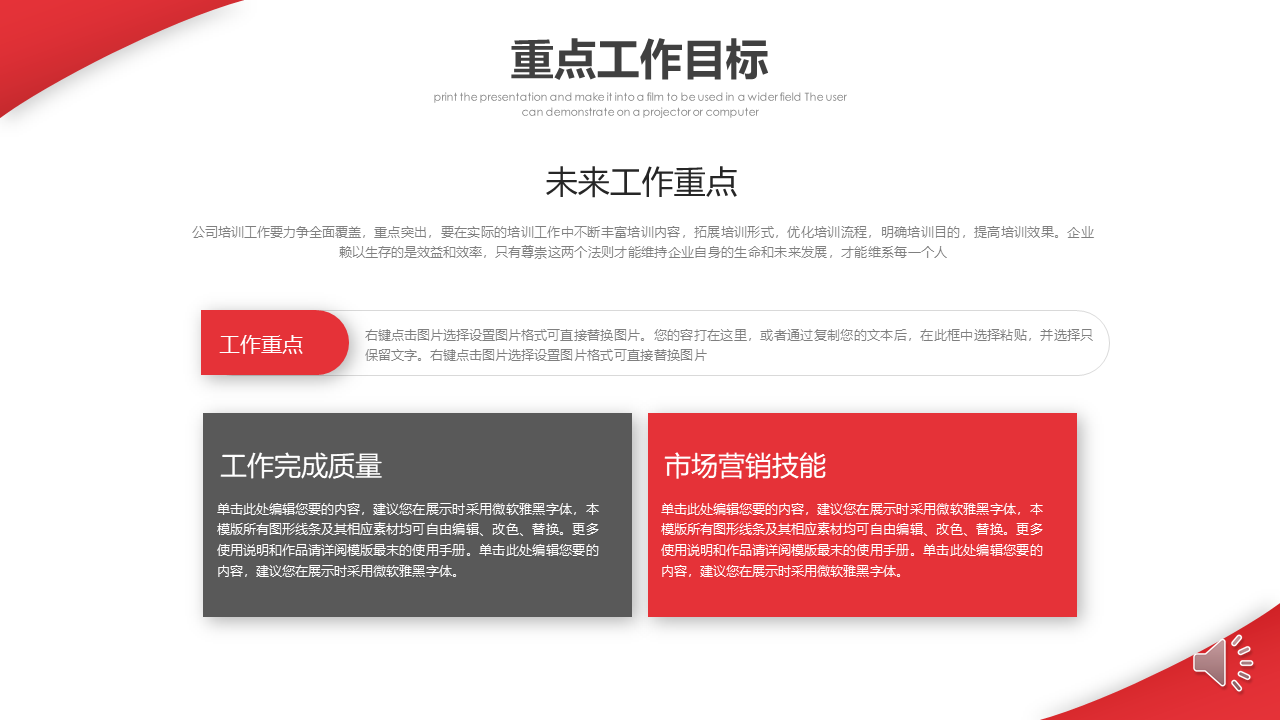 重点工作目标
print the presentation and make it into a film to be used in a wider field The user
can demonstrate on a projector or computer
未来工作重点
公司培训工作要力争全面覆盖，重点突出，要在实际的培训工作中不断丰富培训内容，拓展培训形式，优化培训流程，明确培训目的，提高培训效果。企业
赖以生存的是效益和效率，只有尊崇这两个法则才能维持企业自身的生命和未来发展，才能维系每一个人
工作重点
右键点击图片选择设置图片格式可直接替换图片。您的容打在这里，或者通过复制您的文本后，在此框中选择粘贴，并选择只
保留文字。右键点击图片选择设置图片格式可直接替换图片
工作完成质量
单击此处编辑您要的内容，建议您在展示时采用微软雅黑字体，本
模版所有图形线条及其相应素材均可自由编辑、改色、替换。更多
使用说明和作品请详阅模版最末的使用手册。单击此处编辑您要的
内容，建议您在展示时采用微软雅黑字体。
市场营销技能
单击此处编辑您要的内容，建议您在展示时采用微软雅黑字体，本
模版所有图形线条及其相应素材均可自由编辑、改色、替换。更多
使用说明和作品请详阅模版最末的使用手册。单击此处编辑您要的
内容，建议您在展示时采用微软雅黑字体。